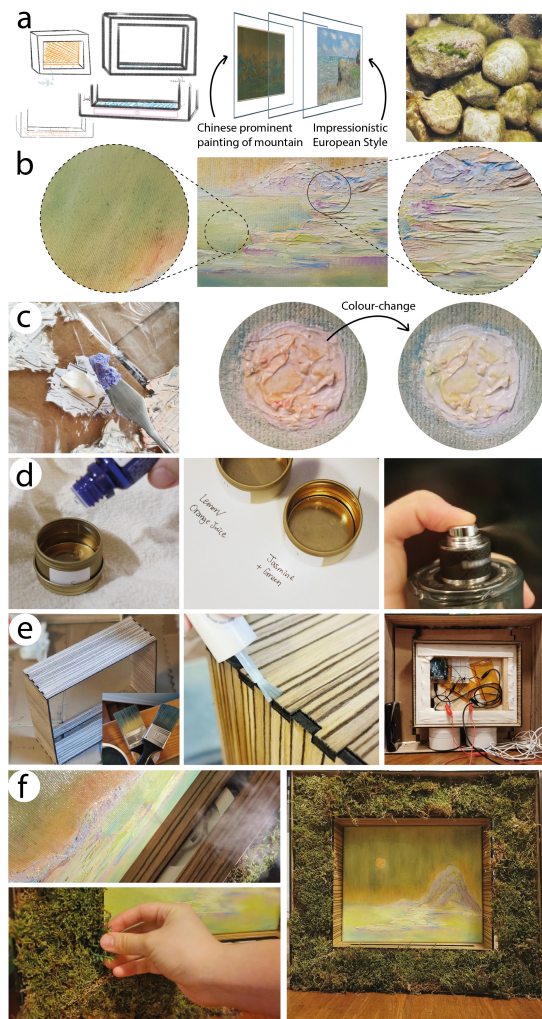 a
Chinese prominent
painting of mountain
Impressionistic
European Style
b
c
Colour-change
d
Lemon/
Orange Juice
Jasmine
+ Green
e
f